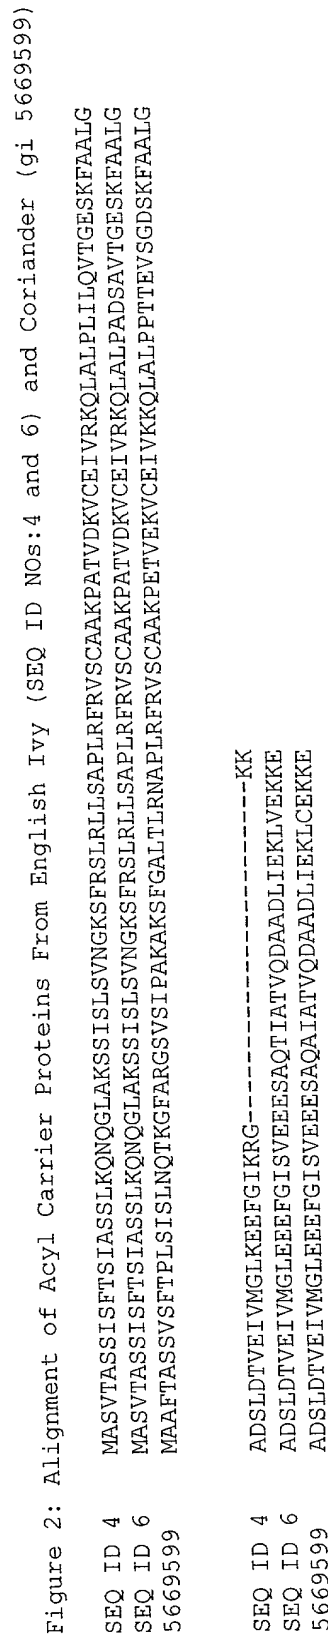 Figure 2: Alignment of Acyl Carrier Proteins From English Ivy (SEQ ID NOs:4 and 6) and Coriander (gi 5669599)
SEQ ID 4 MASVTASSISFTSIASSLKQNQGLAKSSISLSVNGKSFRSLRLLSAPLRFRVSCAAKPATVDKVCEIVRKQLALPLILQVTGESKFAALG
SEQ ID 6 MASVTASSISFTSIASSLKQNQGLAKSSISLSVNGKSFRSLRLLSAPLRFRVSCAAKPATVDKVCEIVRKQLALPADSAVTGESKFAALG
5669599 MAAFTASSVSFTPLSISLNQTKGFARGSVSIPAKAKSFGALTLRNAPLRFRVSCAAKPETVEKVCEIVKKQLALPPTTEVSGDSKFAALG
SEQ ID 4 ADSLDTVEIVMGLKEEFGIKRG---------------------KK
SEQ ID 6 ADSLDTVEIVMGLEEEFGISVEEESAQTIATVQDAADLIEKLVEKKE
5669599 ADSLDTVEIVMGLEEEFGISVEEESAQAIATVQDAADLIEKLCEKKE